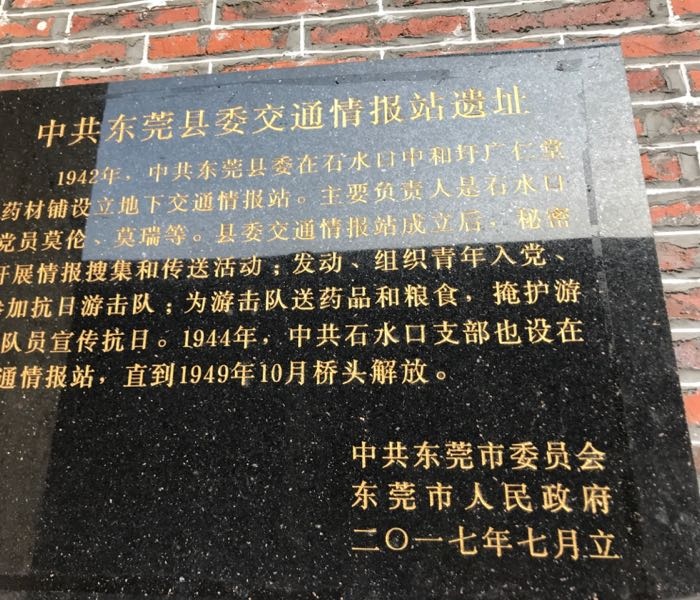 中共东莞县委交通情报站遗址
1942年，中共东莞县委在石水口中和圩广仁堂
药材铺设立地下交通情报站。主要负责人是石水口
党员莫伦、莫瑞等。县委交通情报站成立后，秘密
开展情报搜集和传送活动；发动、组织青年入党、
参加抗日游击队；为游击队送药品和粮食，掩护游
队员宣传抗日。1944年，中共石水口支部也设在
通情报站，直到1949年10月桥头解放。
中共东莞市委员会
东莞市人民政府
二〇一七年七月立